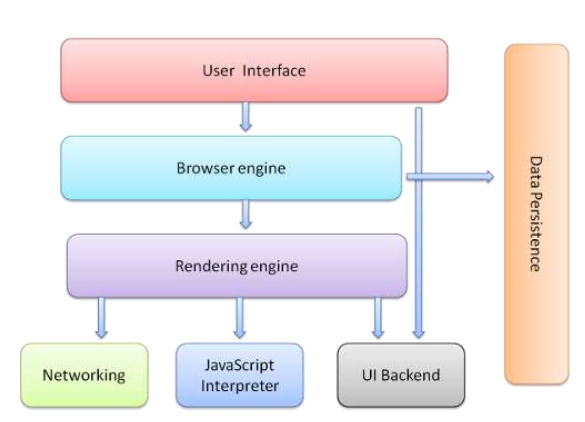 User Interface
Browser engine
Rendering engine
Networking
JavaScript
Interpreter
UI Backend
Data Persistence